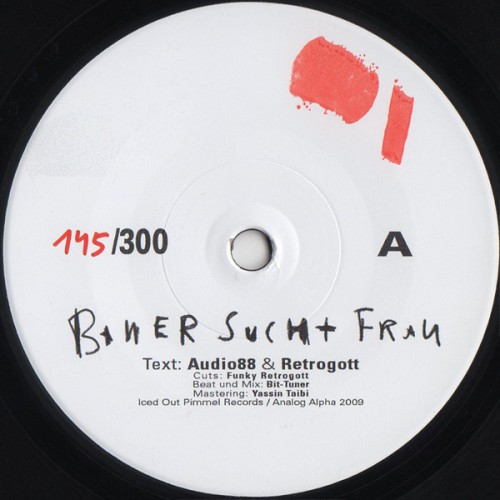 145/300
A
BAUER SUCHT FRAU
Text: Audio88 & Retrogott
Cuts: Funky Retrogott
Beat und Mix: Bit-Tuner
Mastering: Yassin Taibi
Iced Out Pimmel Records / Analog Alpha 2009